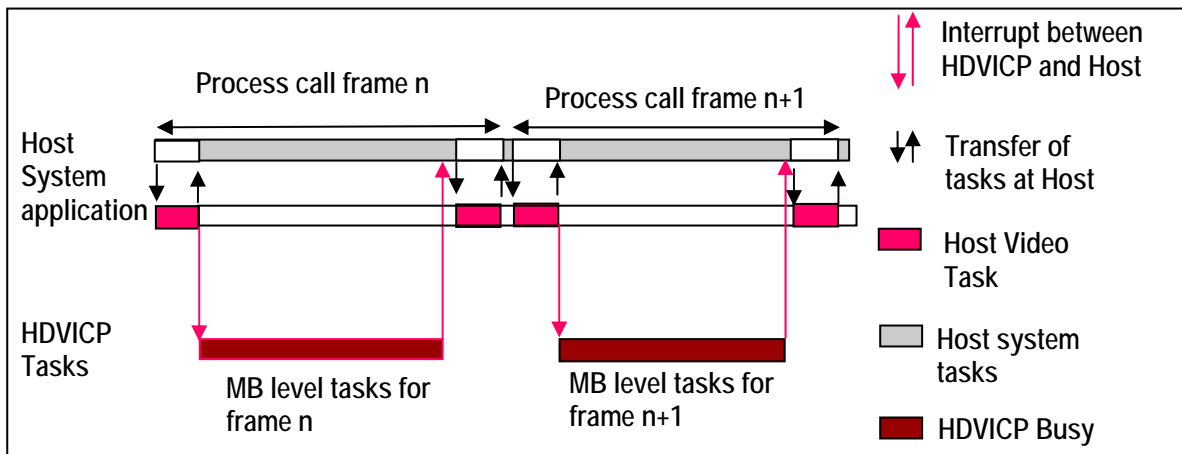 Process call frame n
Process call frame n+1
Host
System
application
HDVICP
Tasks
MB level tasks for
frame n
MB level tasks for
frame n+1
Interrupt between
HDVICP and Host
Transfer of
tasks at Host
Host Video
Task
Host system
tasks
HDVICP Busy